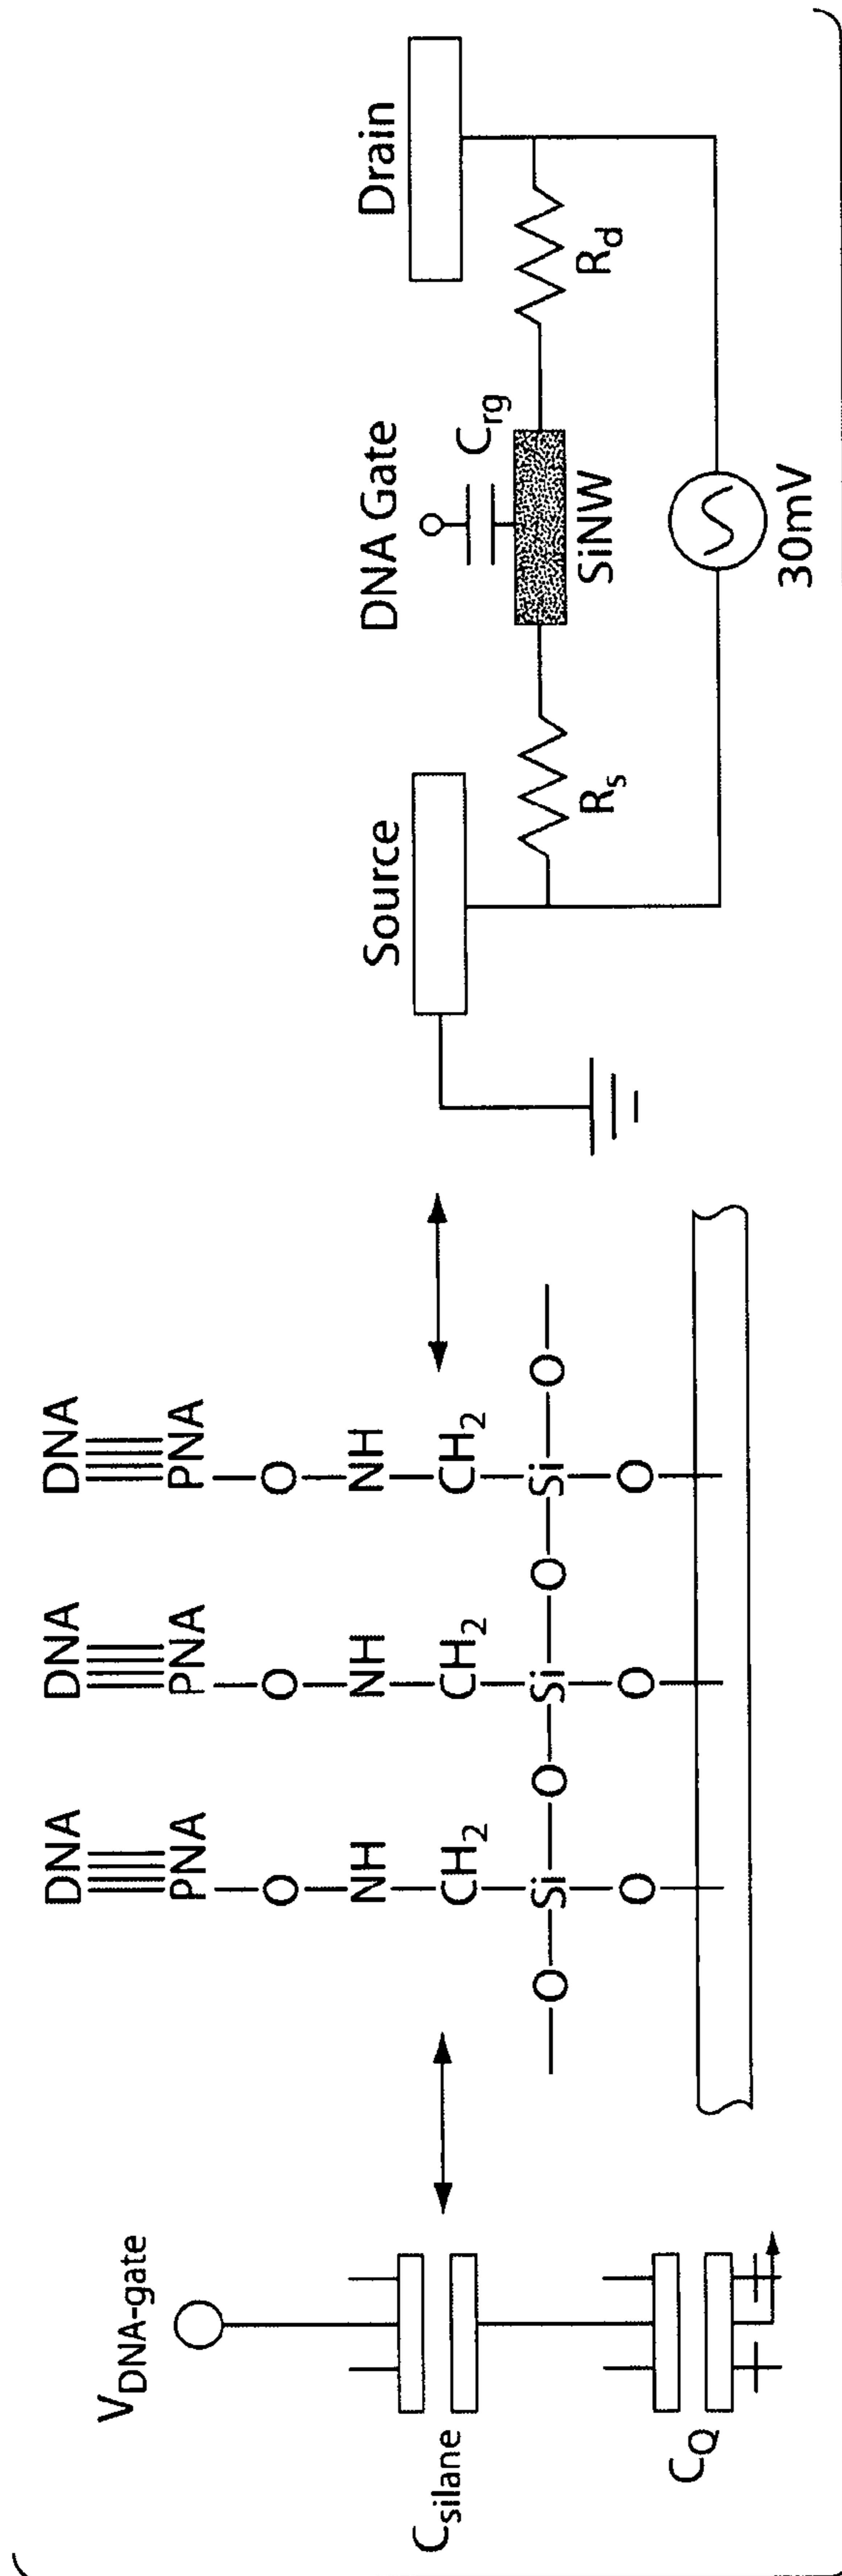 V_DNA-gate
C_silane
C_Q
DNA DNA DNA
PNA PNA PNA
O O O
NH NH NH
CH₂ CH₂ CH₂
O Si O Si O Si O
O O O
Source
R_s
DNA Gate
C_rg
SiNW
30mV
Drain
R_d